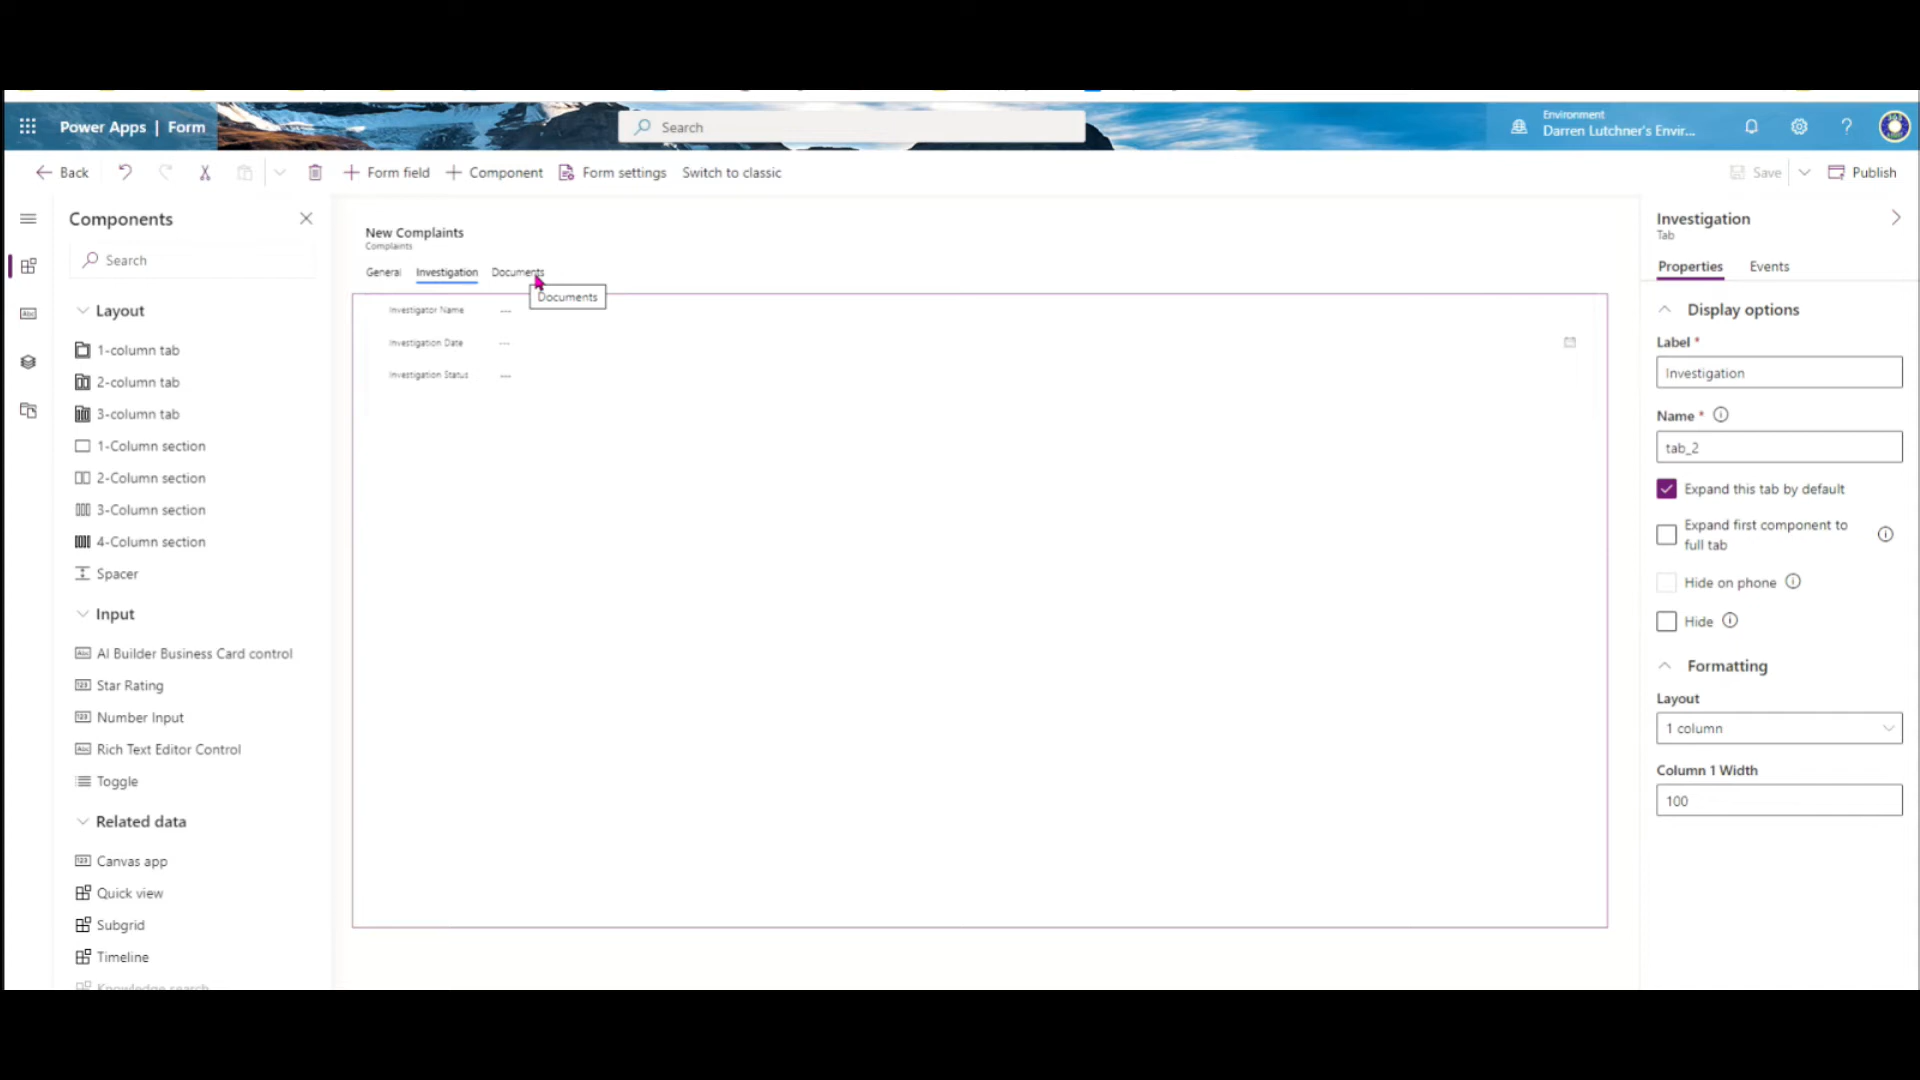 Power Apps | Form
Search
Environment
Darren Lutchner's Envir...
Back
Form field
Component
Form settings
Switch to classic
Save
Publish
Components
Search
Layout
1-column tab
2-column tab
3-column tab
1-Column section
2-Column section
3-Column section
4-Column section
Spacer
Input
AI Builder Business Card control
Star Rating
Number Input
Rich Text Editor Control
Toggle
Related data
Canvas app
Quick view
Subgrid
Timeline
Knowledge search
New Complaints
Complaints
General Investigation Documents
Documents
Investigator Name ---
Investigation Date ---
Investigation Status ---
Investigation
Tab
Properties Events
Display options
Label *
Investigation
Name *
tab_2
Expand this tab by default
Expand first component to
full tab
Hide on phone
Hide
Formatting
Layout
1 column
Column 1 Width
100